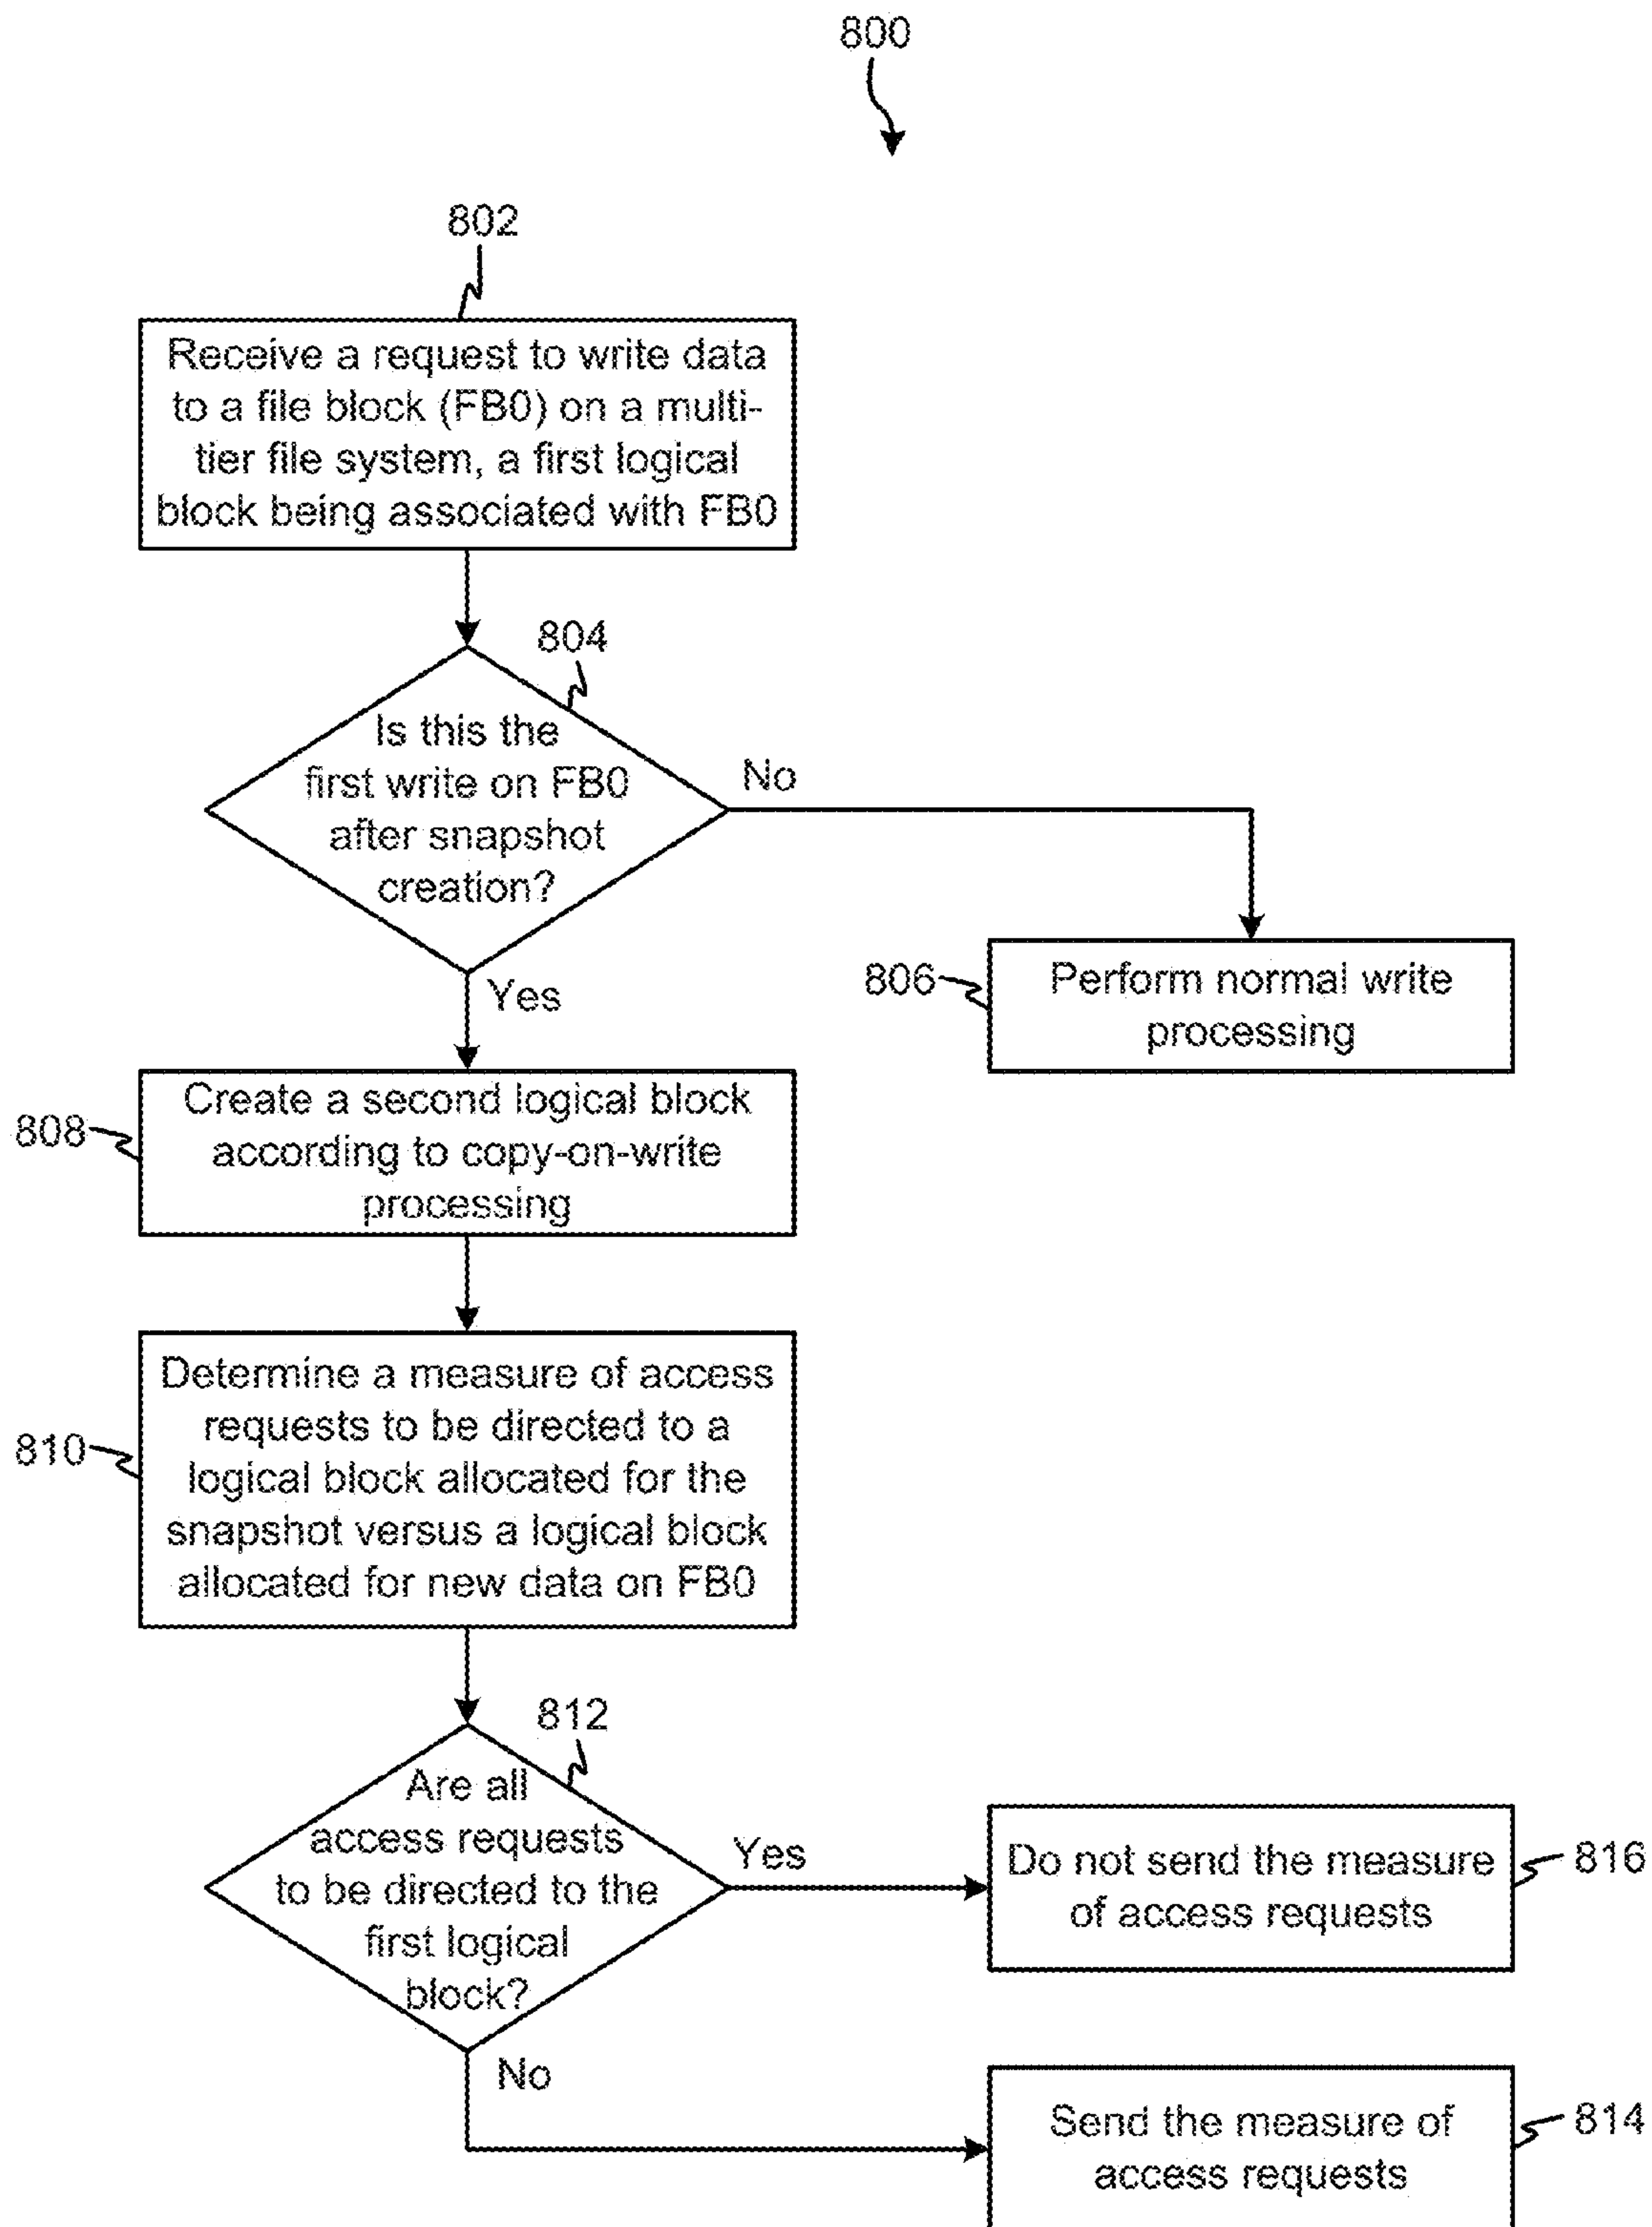 800
802
Receive a request to write data
to a file block (FB0) on a multi-
tier file system, a first logical
block being associated with FB0
804
Is this the
first write on FB0
after snapshot
creation?
No
Yes
806
Perform normal write
processing
808
Create a second logical block
according to copy-on-write
processing
810
Determine a measure of access
requests to be directed to a
logical block allocated for the
snapshot versus a logical block
allocated for new data on FB0
812
Are all
access requests
to be directed to the
first logical
block?
Yes
No
Do not send the measure
of access requests
816
Send the measure of
access requests
814